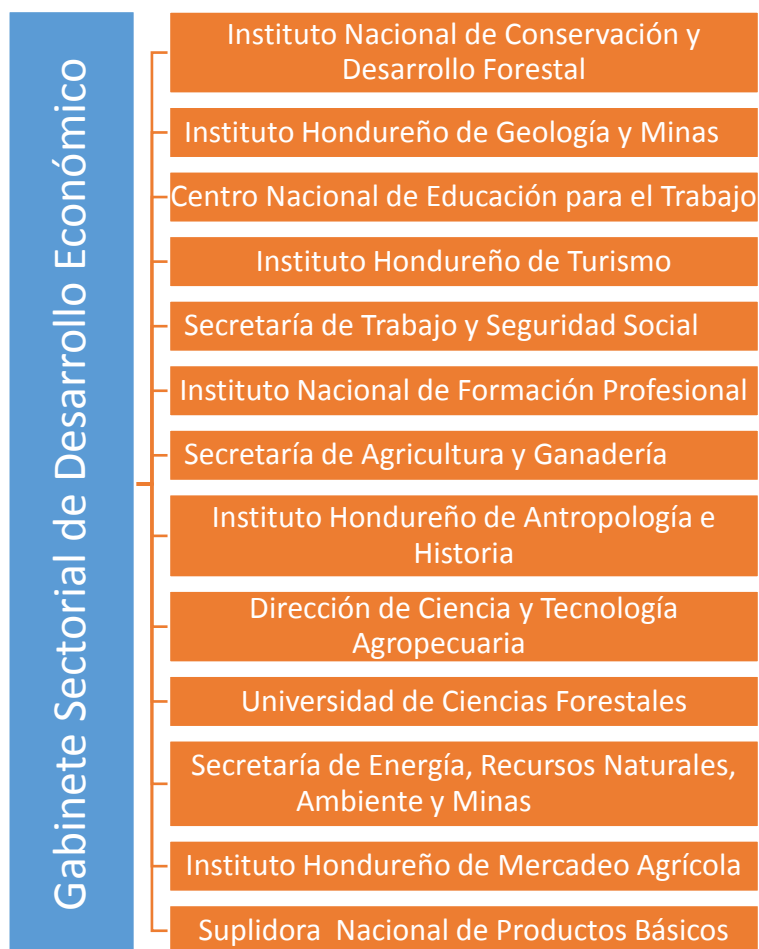 Gabinete Sectorial de Desarrollo Económico
Instituto Nacional de Conservación y
Desarrollo Forestal
Instituto Hondureño de Geología y Minas
Centro Nacional de Educación para el Trabajo
Instituto Hondureño de Turismo
Secretaría de Trabajo y Seguridad Social
Instituto Nacional de Formación Profesional
Secretaría de Agricultura y Ganadería
Instituto Hondureño de Antropología e
Historia
Dirección de Ciencia y Tecnología
Agropecuaria
Universidad de Ciencias Forestales
Secretaría de Energía, Recursos Naturales,
Ambiente y Minas
Instituto Hondureño de Mercadeo Agrícola
Suplidora Nacional de Productos Básicos